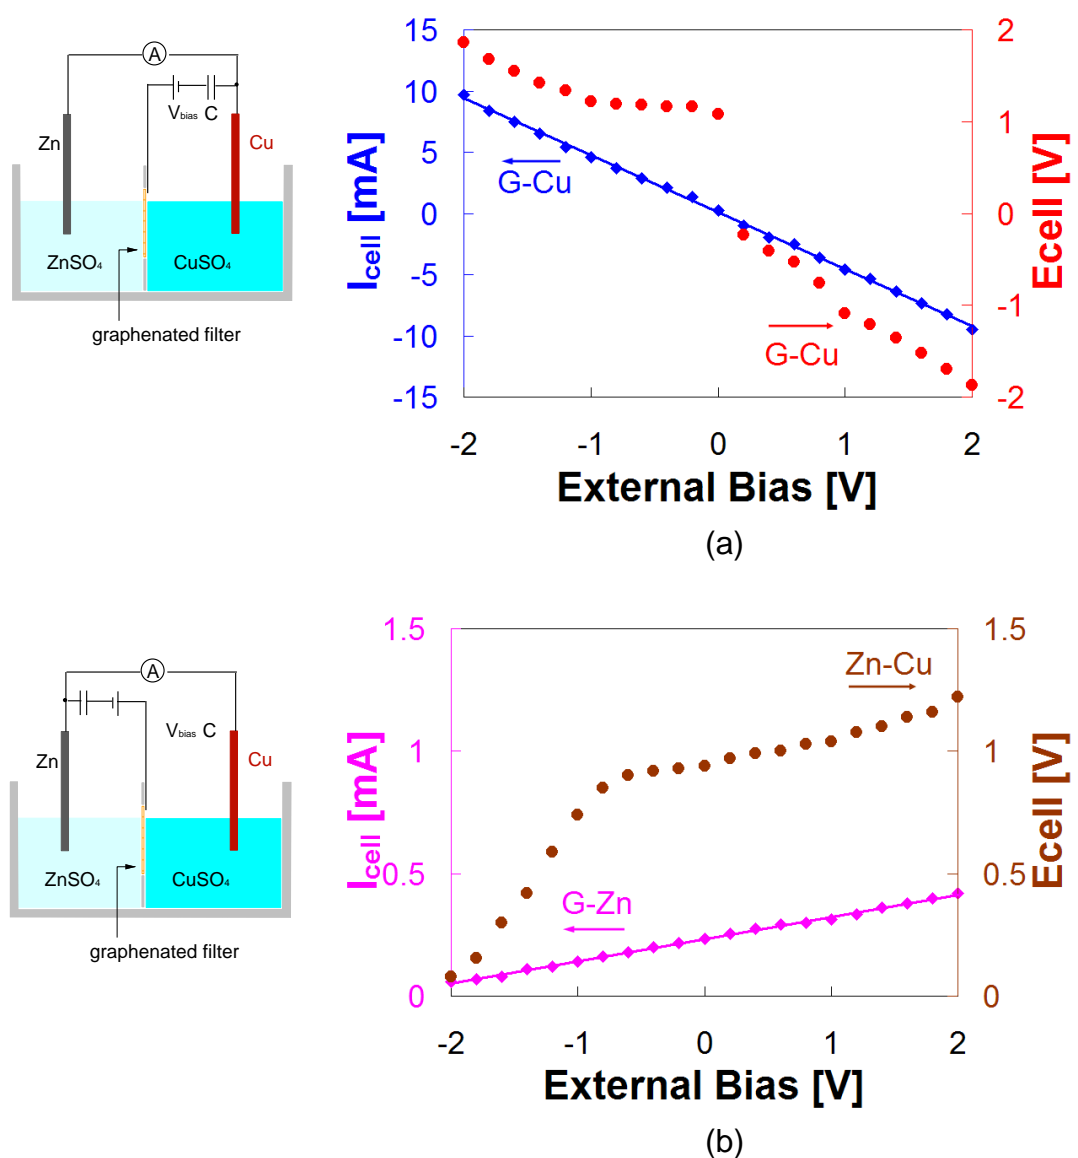 A
Vbias C
Zn
Cu
ZnSO₄
CuSO₄
graphenated filter
15
10
5
0
-5
-10
-15
Icell [mA]
G-Cu
G-Cu
2
1
0
-1
-2
Ecell [V]
-2 -1 0 1 2
External Bias [V]
(a)
A
Vbias C
Zn
Cu
ZnSO₄
CuSO₄
graphenated filter
1.5
1
0.5
0
Icell [mA]
Zn-Cu
G-Zn
1.5
1
0.5
0
Ecell [V]
-2 -1 0 1 2
External Bias [V]
(b)